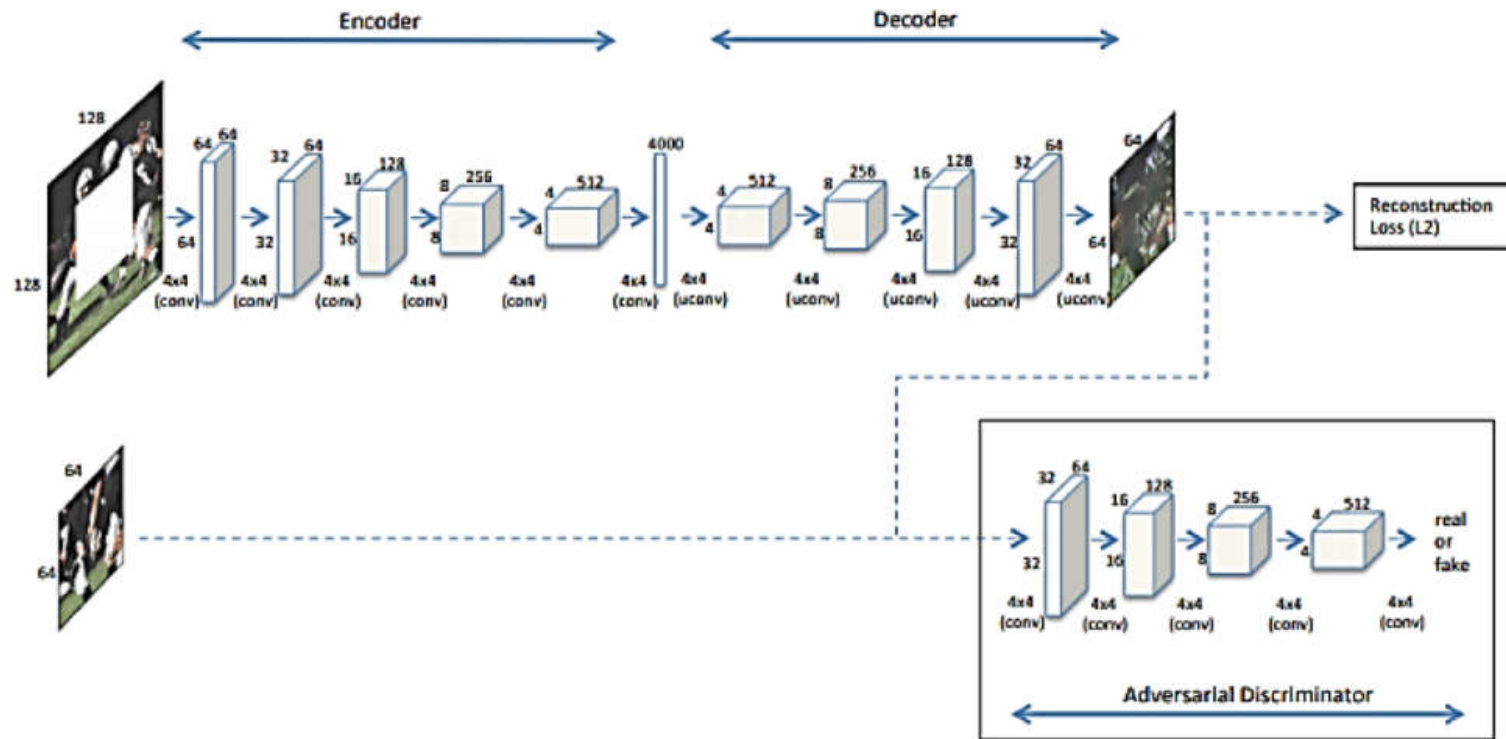 Encoder
Decoder
128
128
64 64
64
4x4
(conv)
32 64
32
4x4
(conv)
16 128
16
4x4
(conv)
8 256
8
4x4
(conv)
4 512
4
4x4
(conv)
4000
4x4
(conv)
4x4
(uconv)
4 512
4
8 256
8
4x4
(uconv)
16 128
16
4x4
(uconv)
32 64
32
4x4
(uconv)
64
64
4x4
(uconv)
Reconstruction
Loss (L2)
64
64
32 64
32
4x4
(conv)
16 128
16
4x4
(conv)
8 256
8
4x4
(conv)
4 512
4
4x4
(conv)
4x4
(conv)
real
or
fake
Adversarial Discriminator